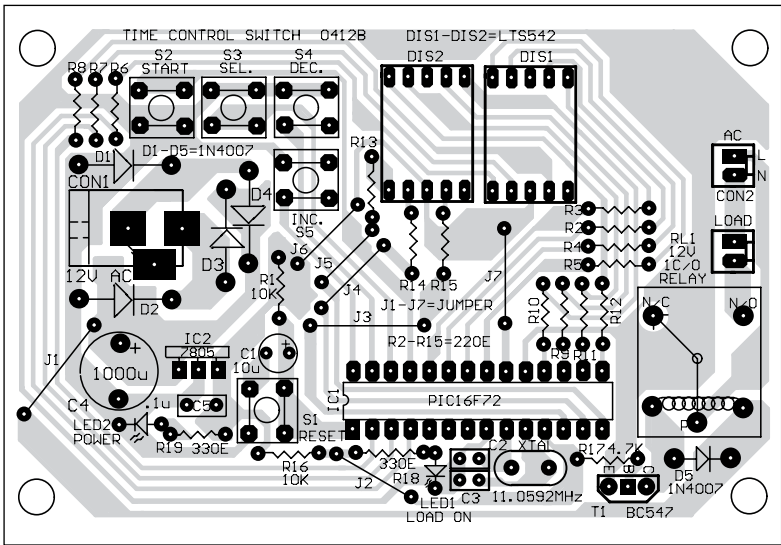 TIME CONTROL SWITCH 0412B
DIS1-DIS2=LTS542
S2
START
S3
SEL.
S4
DEC.
DIS2
DIS1
R8
R7
R6
D1
D1-D5=1N4007
R13
AC
L
N
CON2
CON1
D4
INC.
S5
R3
R2
R4
R5
LOAD
RL1
12V
1C/O
RELAY
12V AC
D3
J6
J5
J4
R1
10K
R14
R15
J7
D2
J1-J7=JUMPER
J3
R10
R12
N/C
N/O
J1
IC2
7805
C1
10u
R2-R15=220E
R9
R11
1000u
C4
.1u
C5
IC1
PIC16F72
P
LED2
POWER
R19 330E
S1
RESET
R16
10K
J2
330E
R18
LED1
LOAD ON
C2
C3
XTAL
11.0592MHz
R17
4.7K
E
B
C
T1
BC547
D5
1N4007